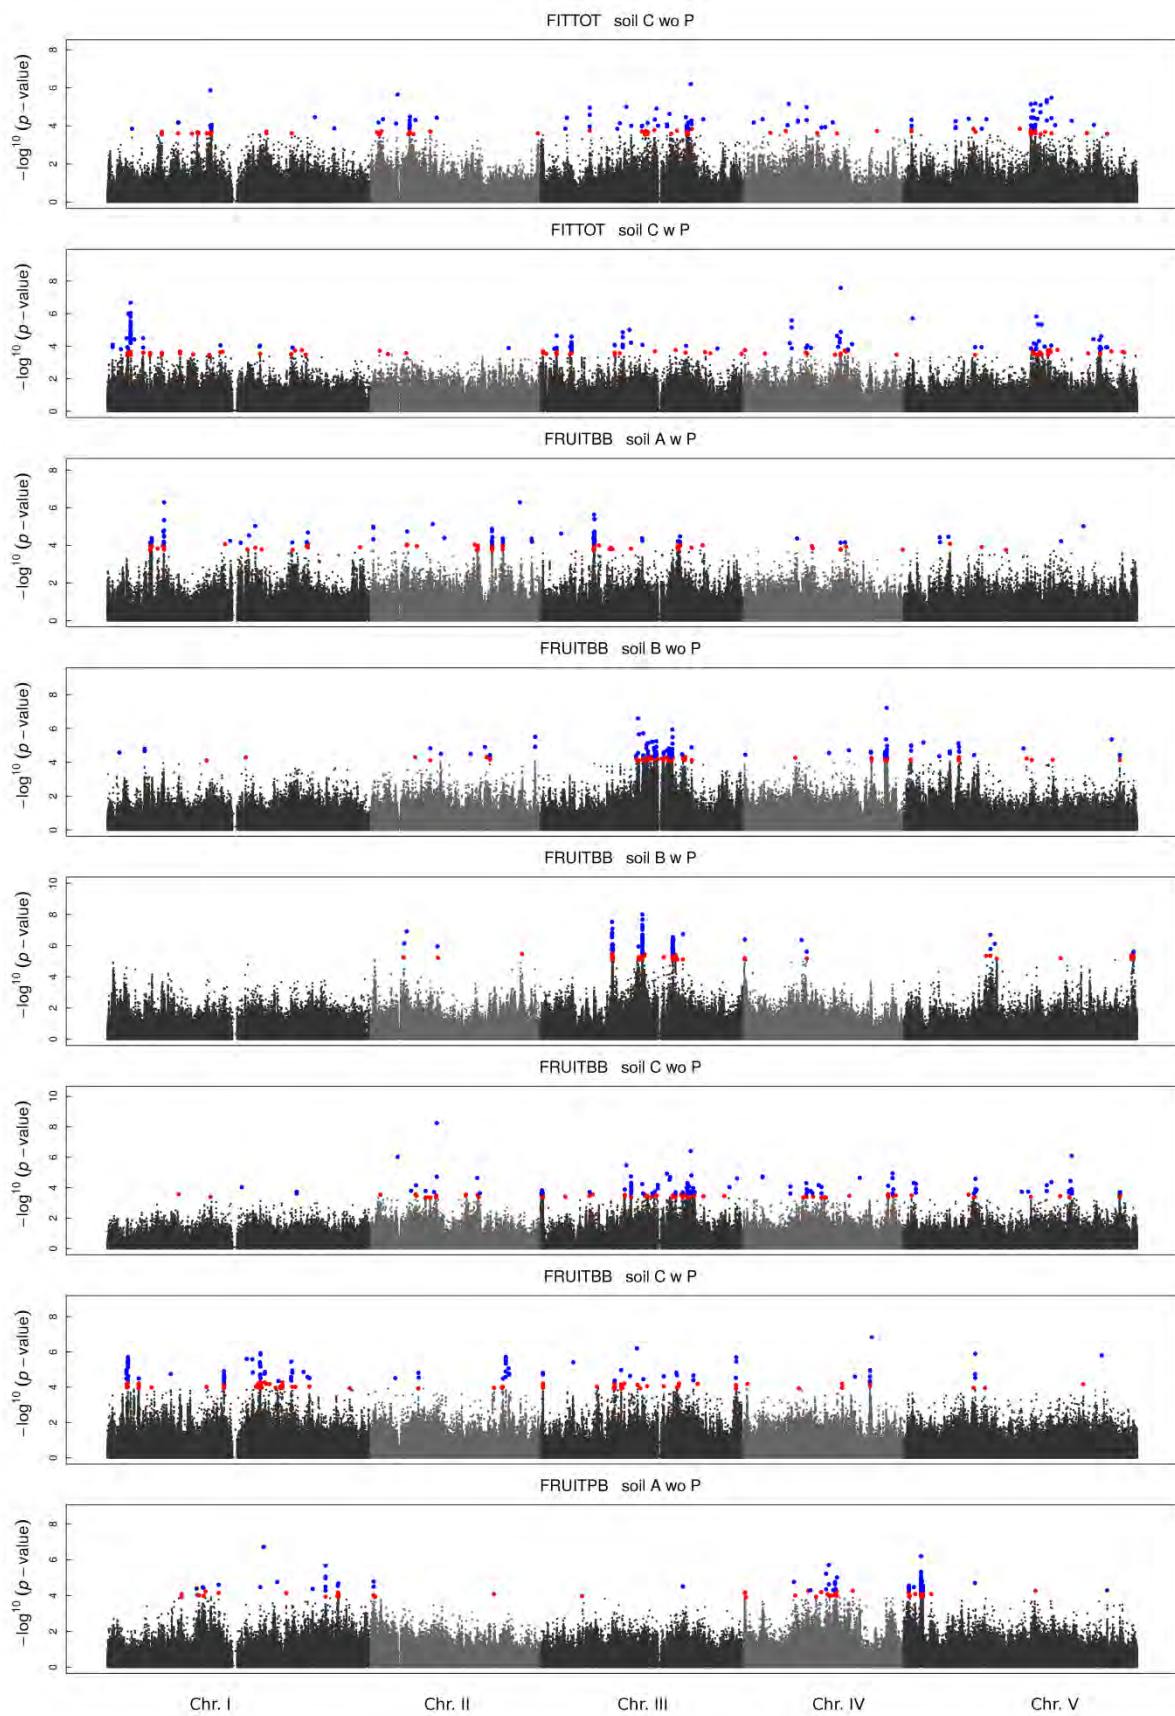 FITTOT soil C wo P
−log¹⁰ (p − value)
0 2 4 6 8
FITTOT soil C w P
−log¹⁰ (p − value)
0 2 4 6 8
FRUITBB soil A w P
−log¹⁰ (p − value)
0 2 4 6 8
FRUITBB soil B wo P
−log¹⁰ (p − value)
0 2 4 6 8
FRUITBB soil B w P
−log¹⁰ (p − value)
0 2 4 6 8 10
FRUITBB soil C wo P
−log¹⁰ (p − value)
0 2 4 6 8 10
FRUITBB soil C w P
−log¹⁰ (p − value)
0 2 4 6 8
FRUITPB soil A wo P
−log¹⁰ (p − value)
0 2 4 6 8
Chr. I Chr. II Chr. III Chr. IV Chr. V